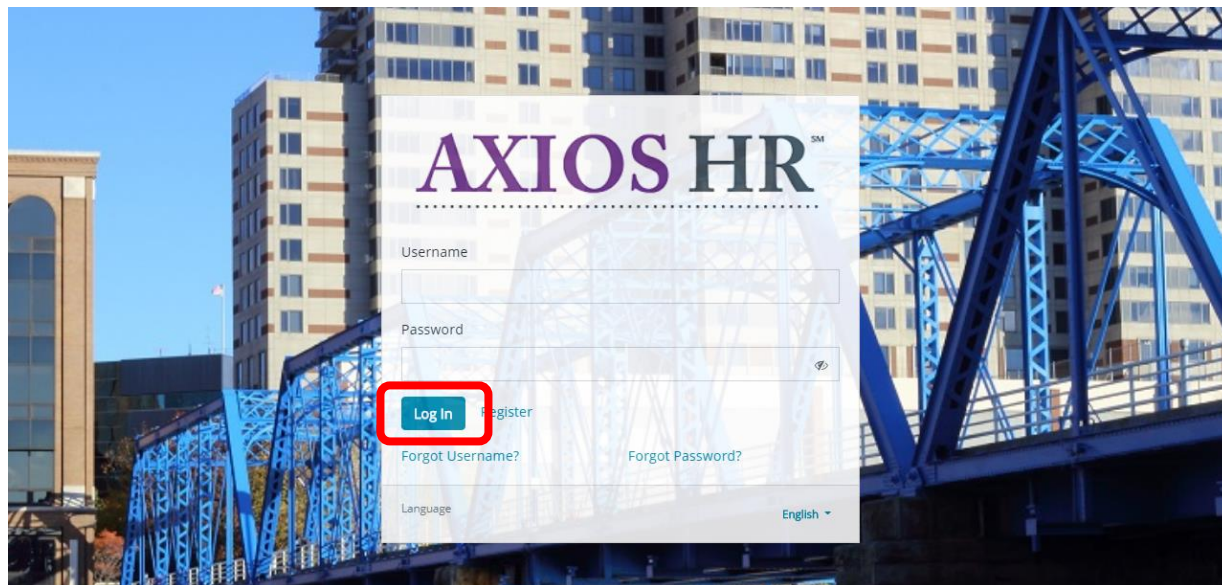 AXIOS HR℠
Username
Password
Log In Register
Forgot Username? Forgot Password?
Language English